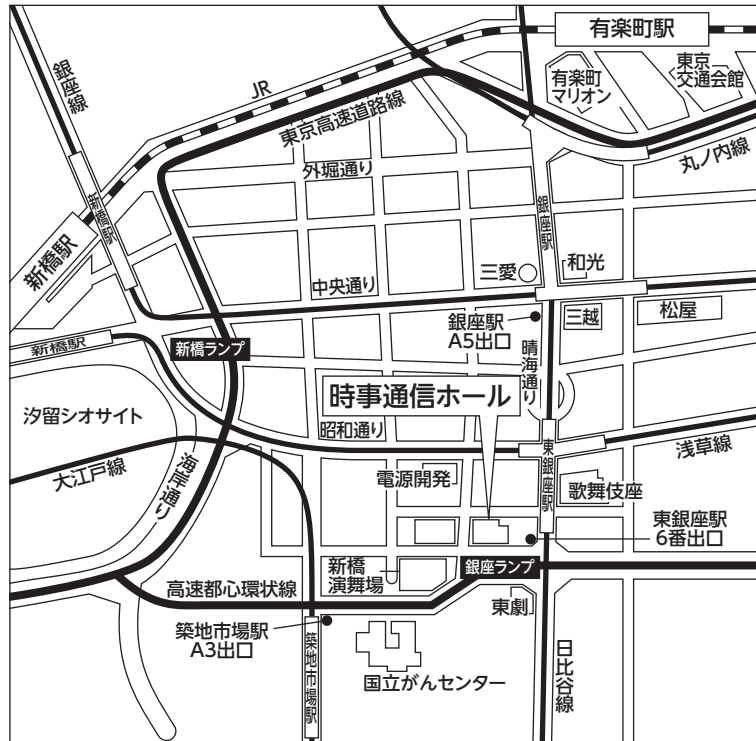 有楽町駅
銀座線
JR
東京高速道路線
有楽町
マリオン
東京
交通会館
丸ノ内線
外堀通り
新橋駅
新橋駅
銀座駅
三愛
和光
中央通り
銀座駅
A5出口
三越
松屋
新橋駅
新橋ランプ
晴海通り
時事通信ホール
汐留シオサイト
昭和通り
浅草線
大江戸線
海岸通り
東銀座駅
電源開発
歌舞伎座
東銀座駅
6番出口
新橋
演舞場
銀座ランプ
高速都心環状線
東劇
築地市場駅
A3出口
築地市場駅
国立がんセンター
日比谷線